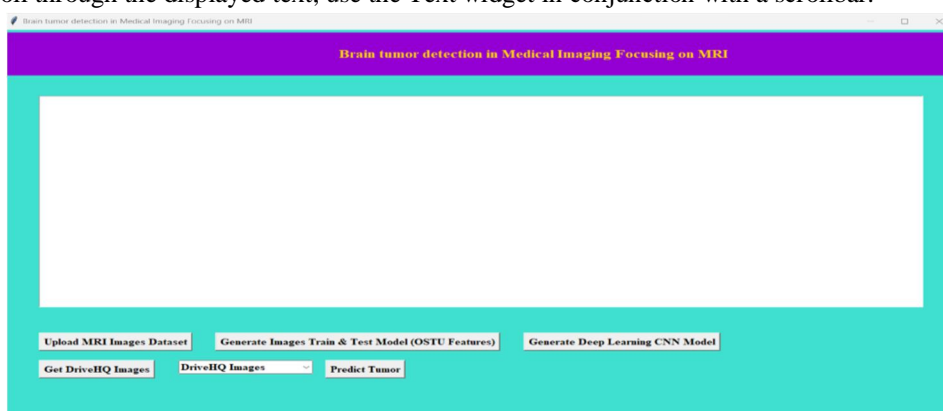 on through the displayed text, use the Text widget in conjunction with a scrollbar.
Brain tumor detection in Medical Imaging Focusing on MRI
Brain tumor detection in Medical Imaging Focusing on MRI
Upload MRI Images Dataset Generate Images Train & Test Model (OSTU Features) Generate Deep Learning CNN Model
Get DriveHQ Images DriveHQ Images Predict Tumor